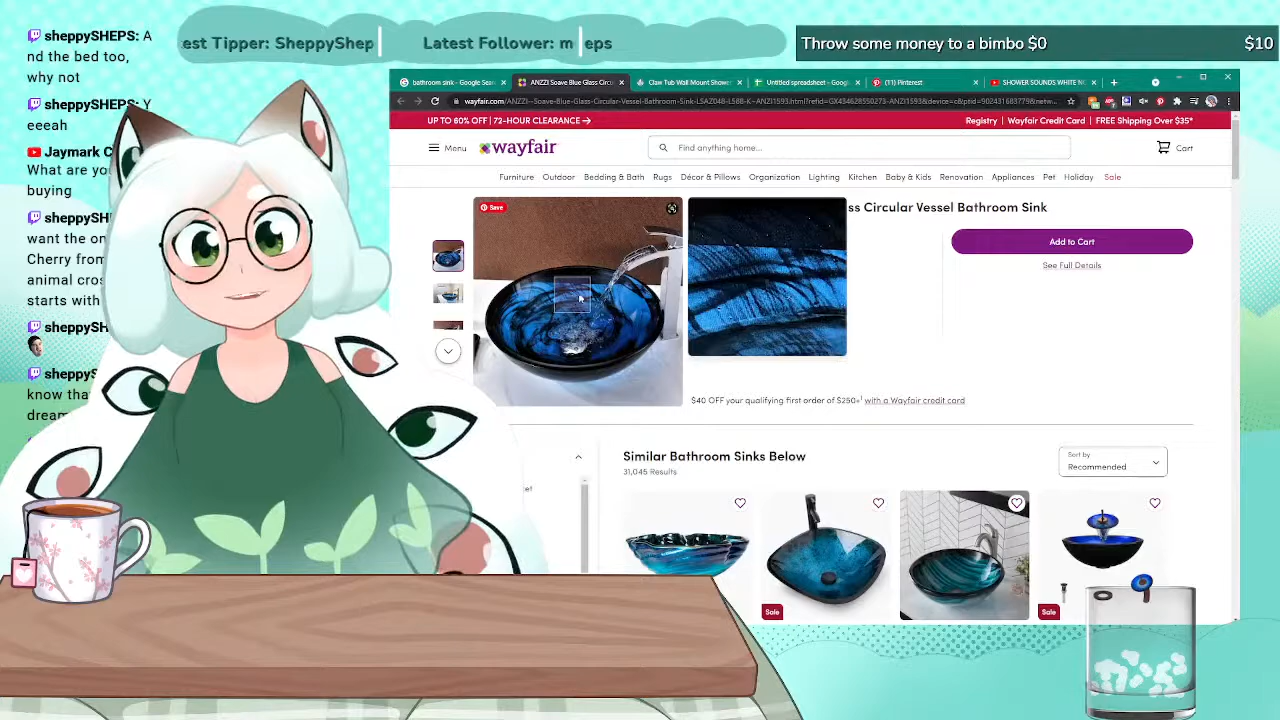 sheppySHEPS: A
nd the bed too,
why not
sheppySHEPS: Y
eeeah
Jaymark C
What are you
buying
sheppySH
want the on
Cherry from
animal cros
starts with
sheppySH
sheppyS
know tha
dream
est Tipper: SheppyShep
Latest Follower: m eps
Throw some money to a bimbo $0
$10
bathroom sink - Google Sear
ANZZI Soave Blue Glass Circu
Claw Tub Wall Mount Shower
Untitled spreadsheet - Goog
(11) Pinterest
SHOWER SOUNDS WHITE N
UP TO 60% OFF | 72-HOUR CLEARANCE →
Registry | Wayfair Credit Card | FREE Shipping Over $35*
Menu
wayfair
Find anything home...
Cart
Furniture Outdoor Bedding & Bath Rugs Décor & Pillows Organization Lighting Kitchen Baby & Kids Renovation Appliances Pet Holiday Sale
Save
ss Circular Vessel Bathroom Sink
Add to Cart
See Full Details
$40 OFF your qualifying first order of $250+¹ with a Wayfair credit card
Similar Bathroom Sinks Below
31,045 Results
Sort by
Recommended
Sale
Sale